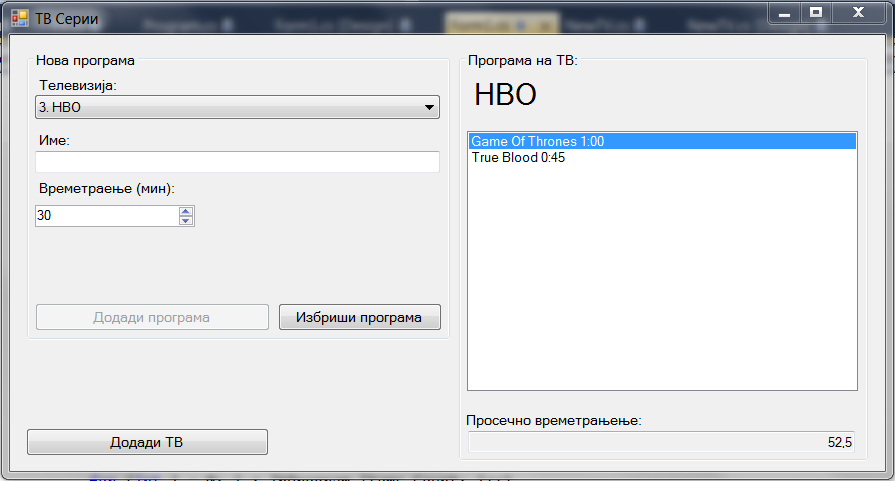 ТВ Серии
Нова програма
Телевизија:
3. HBO
Име:
Времетраење (мин):
30
Додади програма
Избриши програма
Додади ТВ
Програма на ТВ:
HBO
Game Of Thrones 1:00
True Blood 0:45
Просечно времетрањење:
52,5